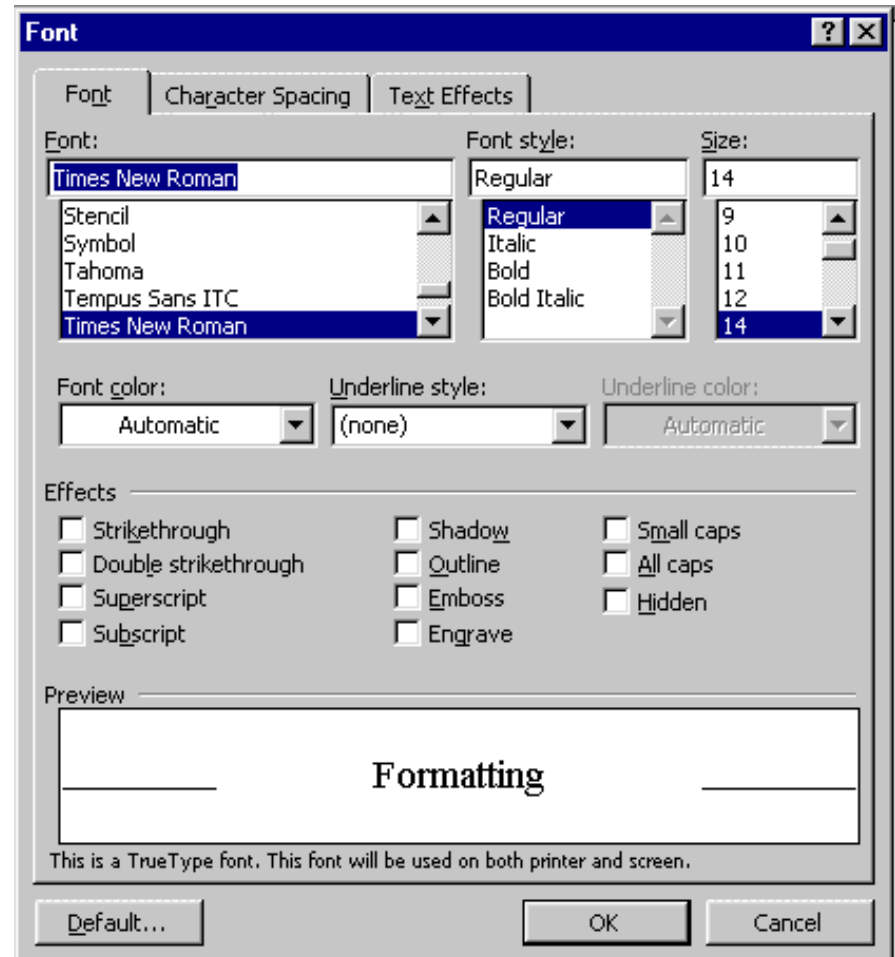 Font
Font Character Spacing Text Effects
Font: Font style: Size:
Times New Roman Regular 14
Stencil Regular 9
Symbol Italic 10
Tahoma Bold 11
Tempus Sans ITC Bold Italic 12
Times New Roman 14
Font color: Underline style: Underline color:
Automatic (none) Automatic
Effects
Strikethrough Shadow Small caps
Double strikethrough Outline All caps
Superscript Emboss Hidden
Subscript Engrave
Preview
Formatting
This is a TrueType font. This font will be used on both printer and screen.
Default... OK Cancel